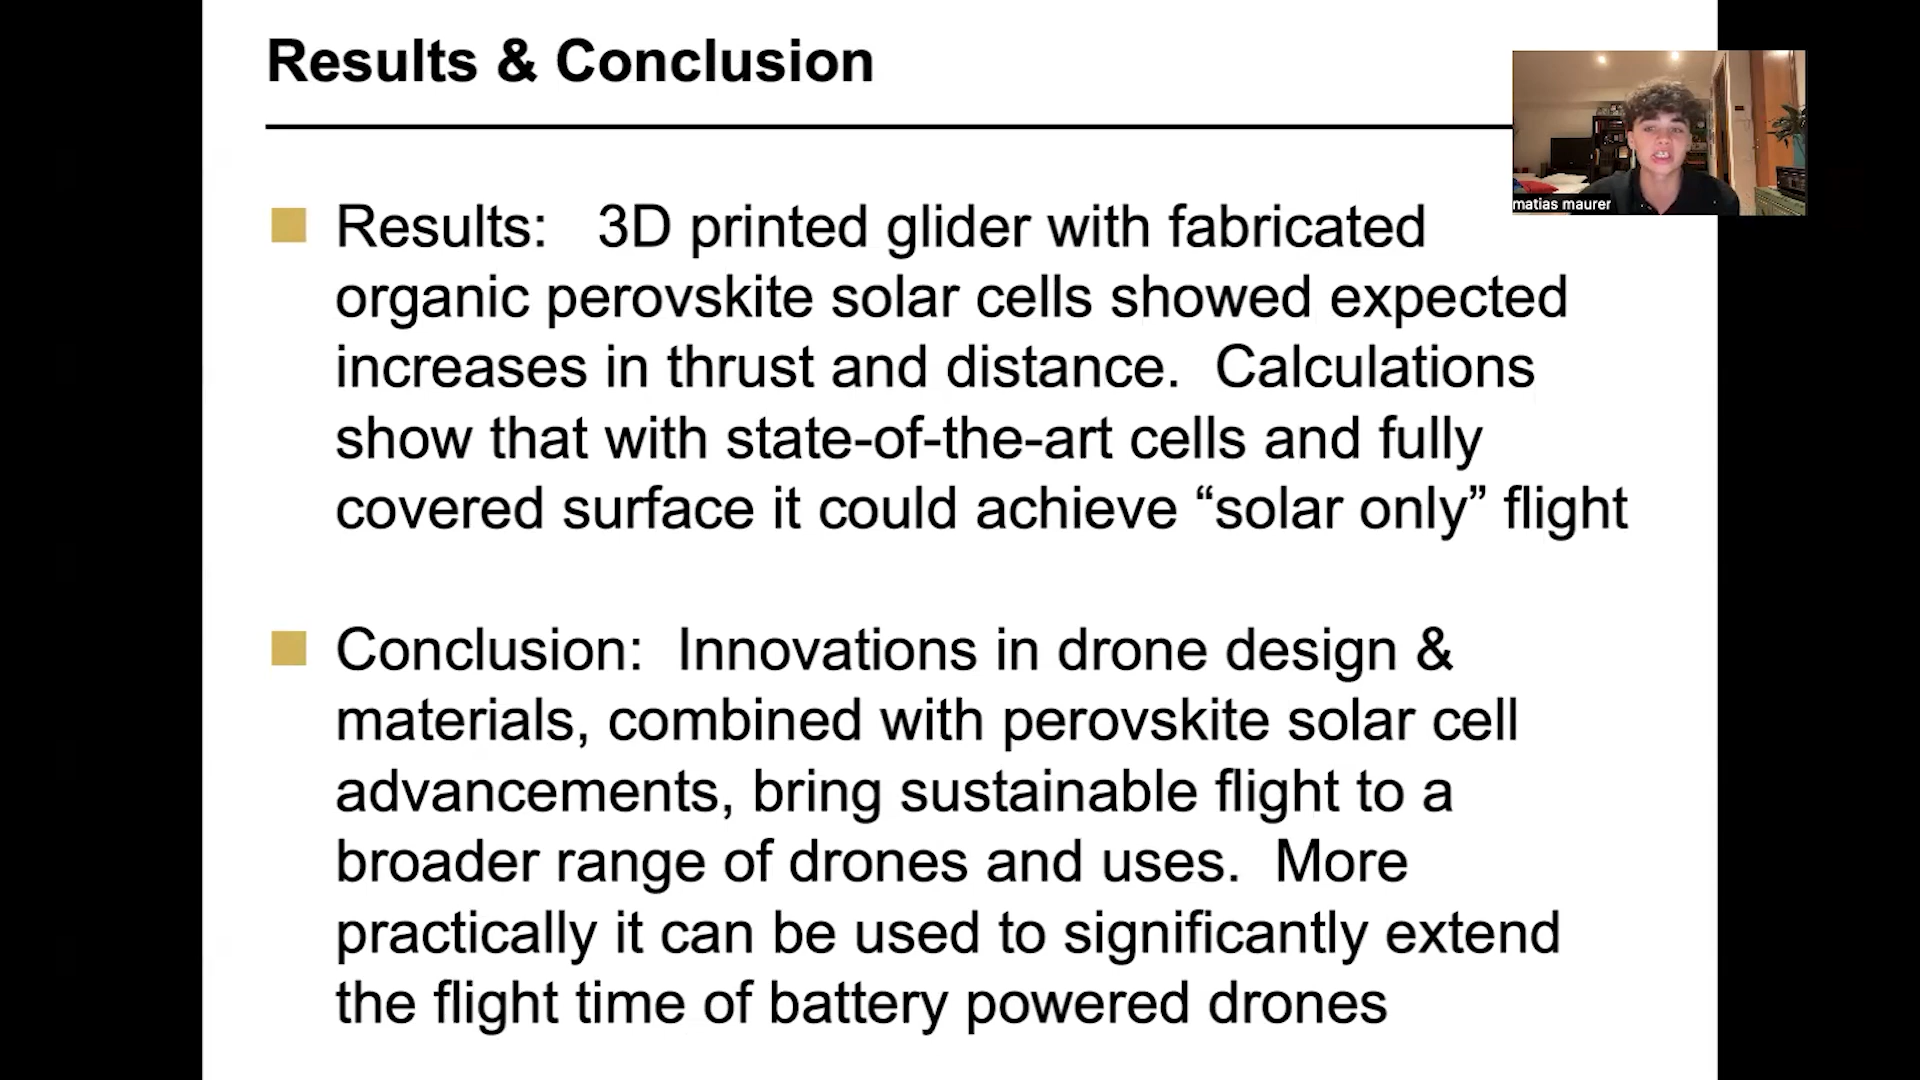 Results & Conclusion
matias maurer
Results: 3D printed glider with fabricated
organic perovskite solar cells showed expected
increases in thrust and distance. Calculations
show that with state-of-the-art cells and fully
covered surface it could achieve “solar only” flight
Conclusion: Innovations in drone design &
materials, combined with perovskite solar cell
advancements, bring sustainable flight to a
broader range of drones and uses. More
practically it can be used to significantly extend
the flight time of battery powered drones